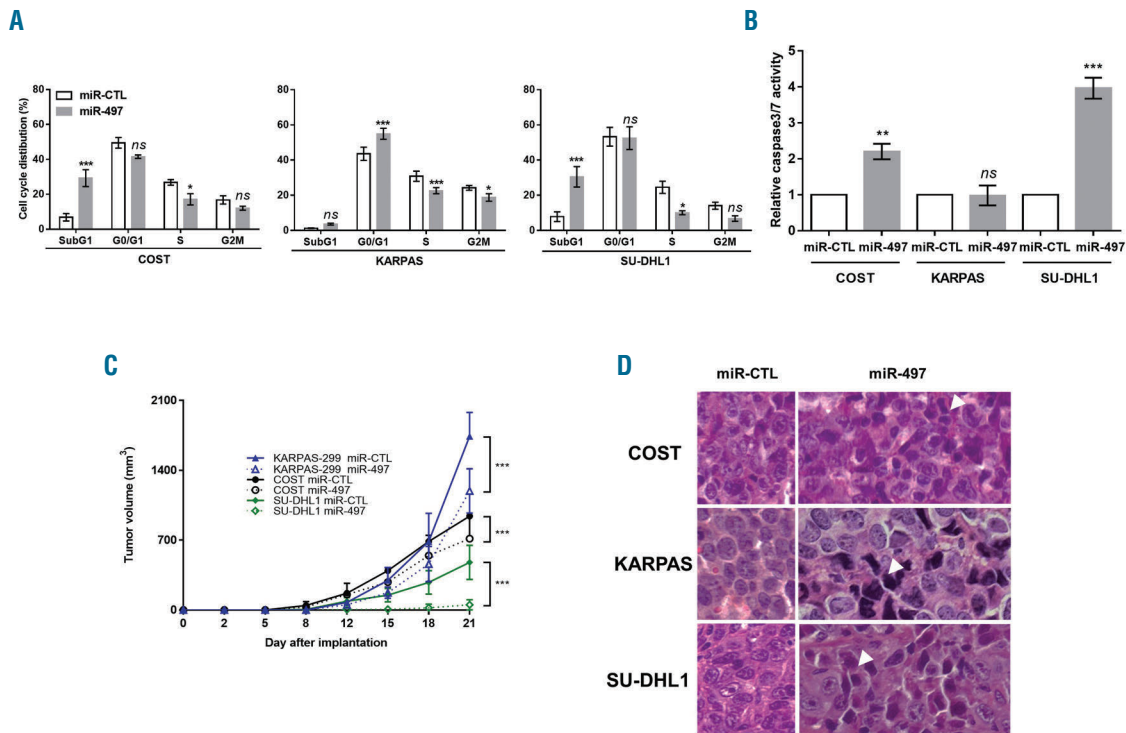 A
B
miR-CTL
miR-497
Cell cycle distibution (%)
80
60
40
20
0
***
ns
*
ns
SubG1 G0/G1 S G2M
COST
80
60
40
20
0
ns
***
***
*
SubG1 G0/G1 S G2M
KARPAS
80
60
40
20
0
***
ns
*
ns
SubG1 G0/G1 S G2M
SU-DHL1
Relative caspase3/7 activity
5
4
3
2
1
0
**
ns
***
miR-CTL miR-497 miR-CTL miR-497 miR-CTL miR-497
COST KARPAS SU-DHL1
C
Tumor volume (mm³)
2100
1400
700
0
KARPAS-299 miR-CTL
KARPAS-299 miR-497
COST miR-CTL
COST miR-497
SU-DHL1 miR-CTL
SU-DHL1 miR-497
***
***
***
0 2 5 8 12 15 18 21
Day after implantation
D
miR-CTL miR-497
COST
KARPAS
SU-DHL1